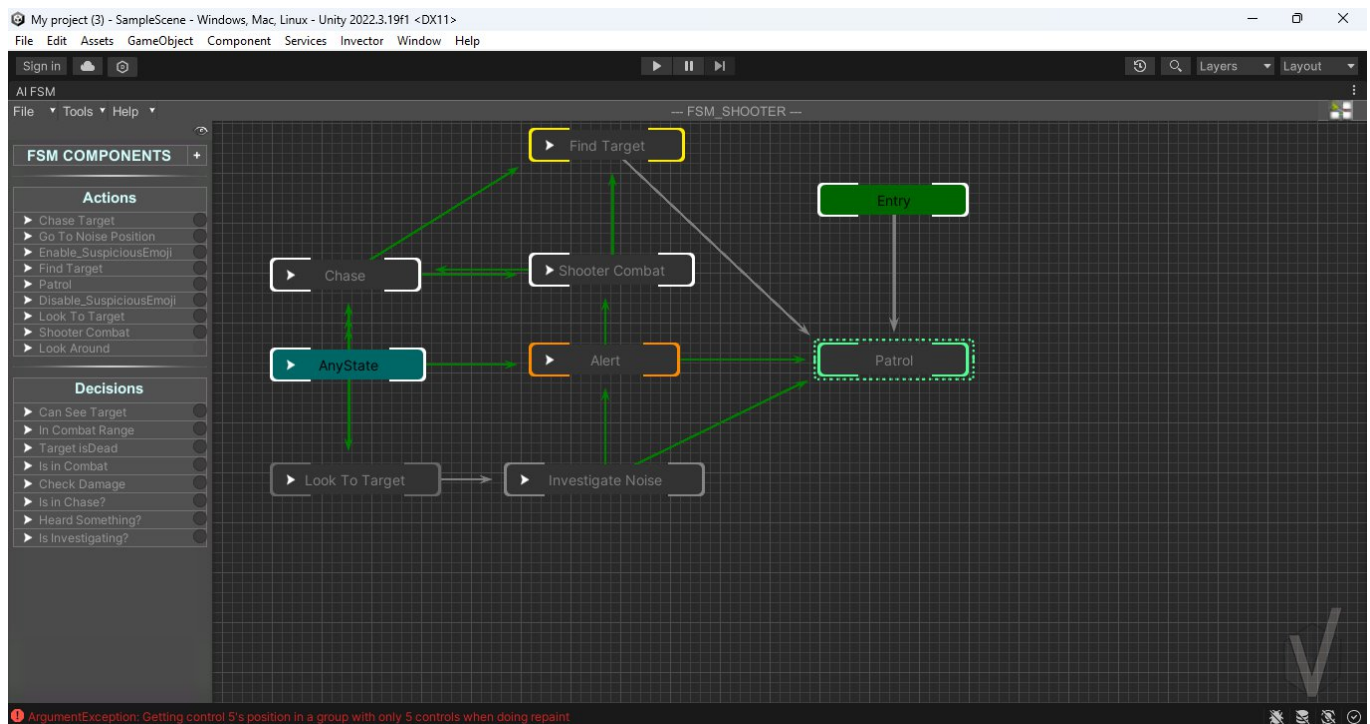 My project (3) - SampleScene - Windows, Mac, Linux - Unity 2022.3.19f1 <DX11>
File Edit Assets GameObject Component Services Invector Window Help
Sign in Layers Layout
AI FSM
File Tools Help --- FSM_SHOOTER ---
FSM COMPONENTS +
Actions
Chase Target
Go To Noise Position
Enable_SuspiciousEmoji
Find Target
Patrol
Disable_SuspiciousEmoji
Look To Target
Shooter Combat
Look Around
Decisions
Can See Target
In Combat Range
Target isDead
Is in Combat
Check Damage
Is in Chase?
Heard Something?
Is Investigating?
Find Target
Entry
Chase
Shooter Combat
AnyState
Alert
Patrol
Look To Target
Investigate Noise
ArgumentException: Getting control 5's position in a group with only 5 controls when doing repaint